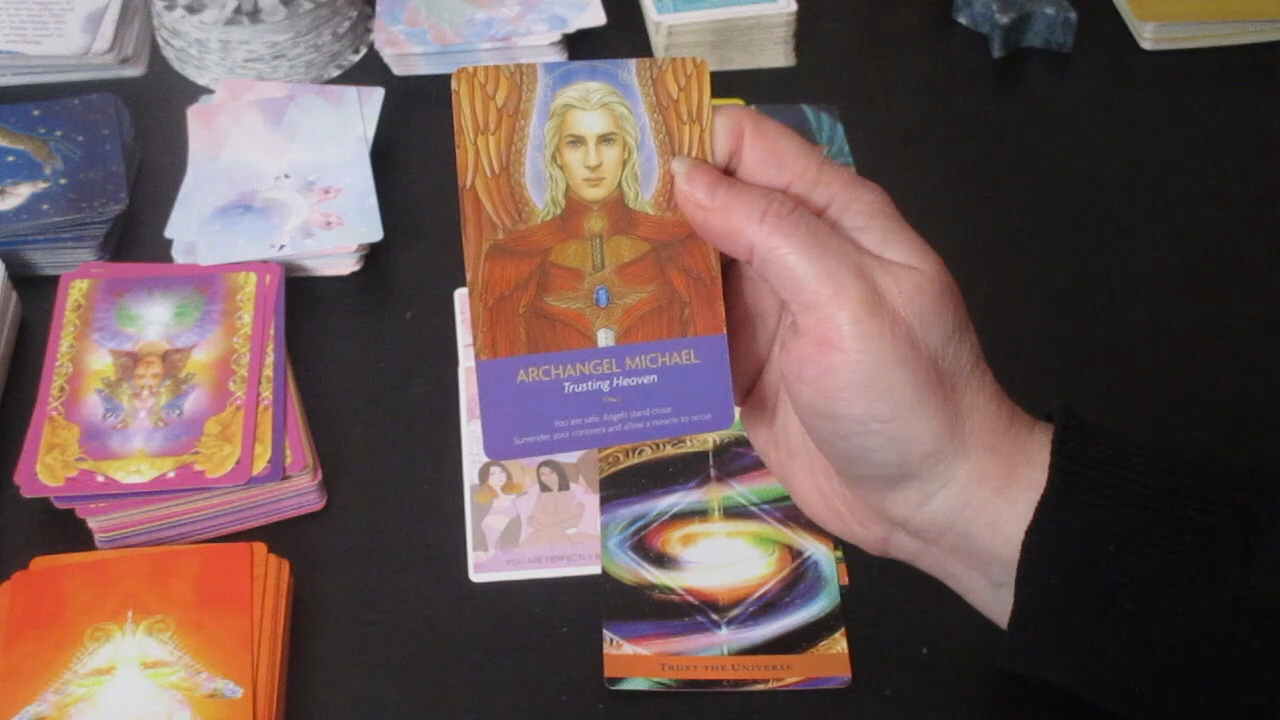 ARCHANGEL MICHAEL
Trusting Heaven
You are safe. Angels stand close.
Surrender your concerns and allow a miracle to occur.
YOU ARE PERFECTLY
TRUST THE UNIVERSE